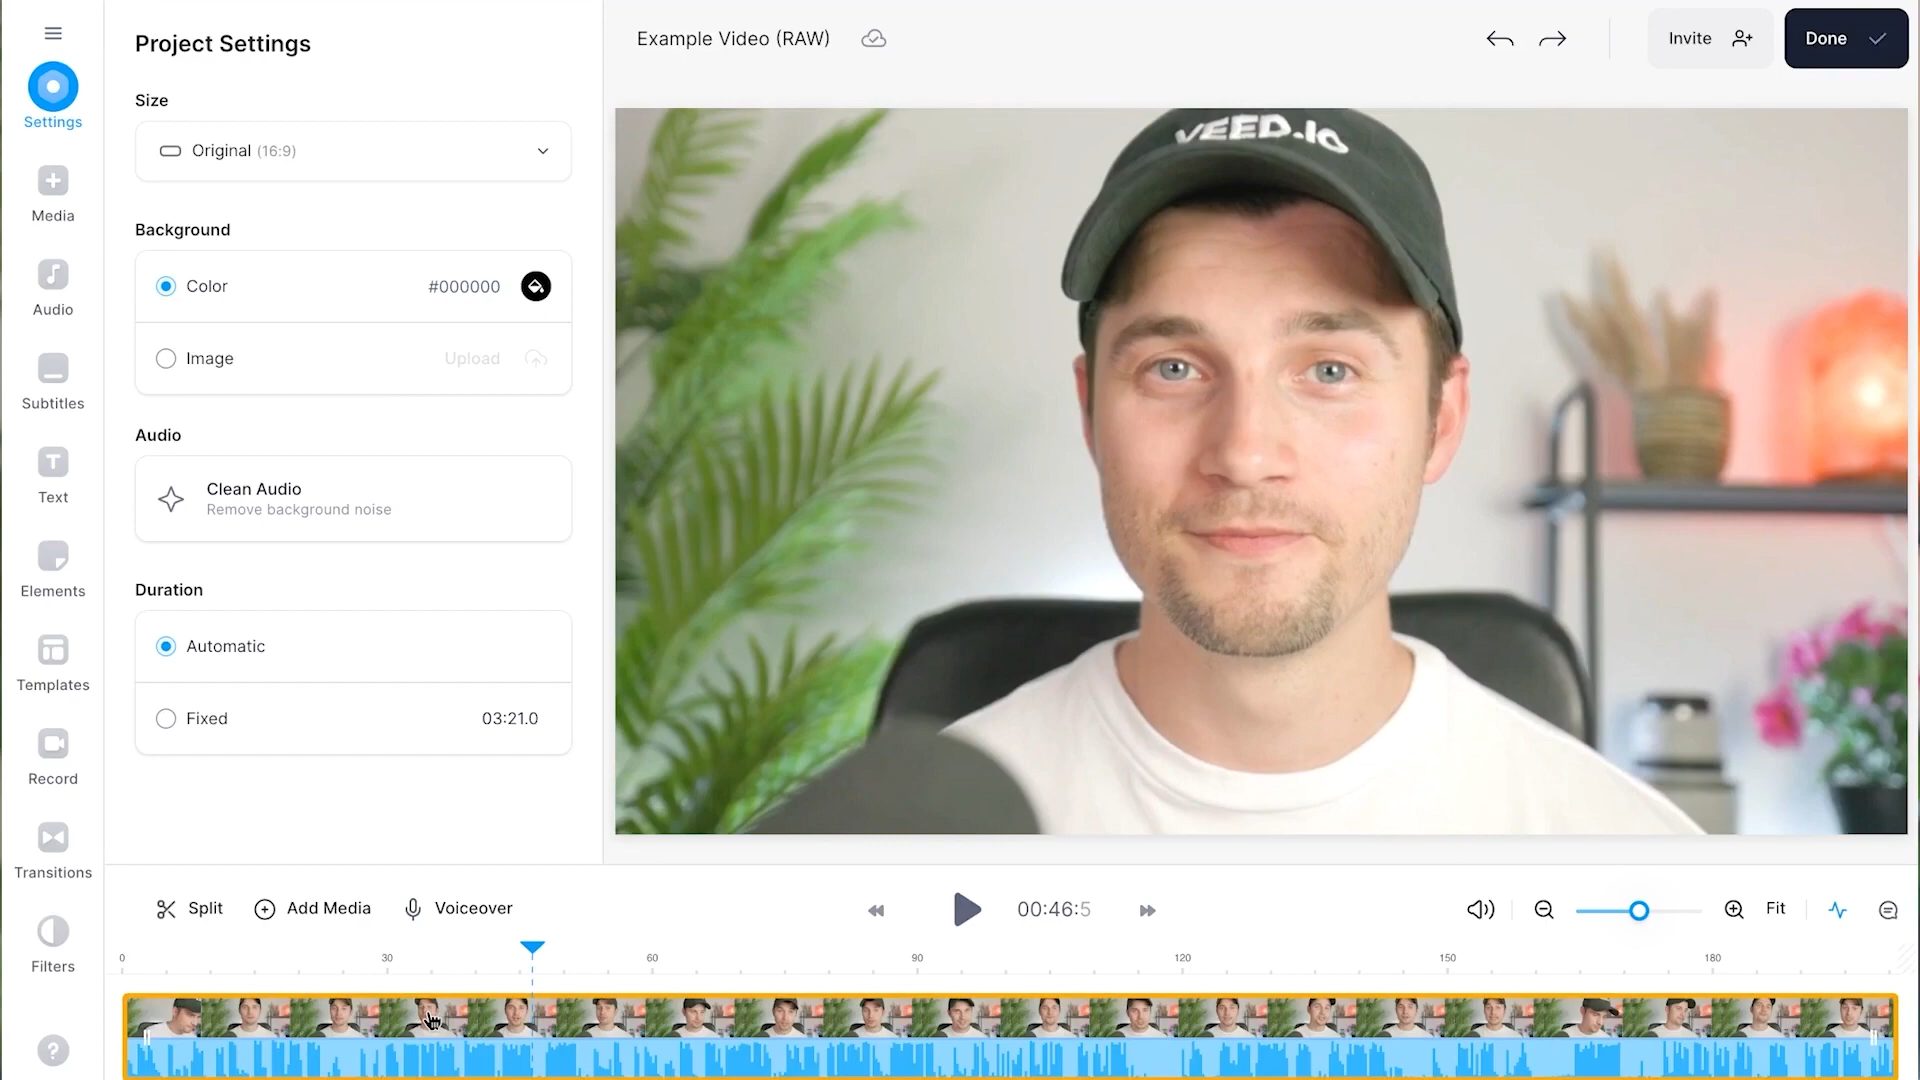 Project Settings
Example Video (RAW)
Invite
Done
Settings
Size
Original (16:9)
Media
Background
Color #000000
Image Upload
Audio
Subtitles
Audio
Clean Audio
Remove background noise
Text
Elements
Duration
Automatic
Fixed 03:21.0
Templates
Record
Transitions
Filters
?
VEED.IO
Split
Add Media
Voiceover
00:46:5
Fit
0 30 60 90 120 150 180